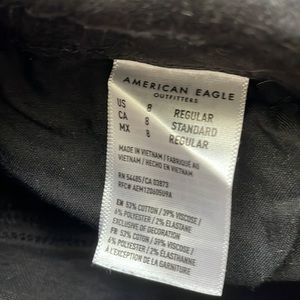 AMERICAN EAGLE
OUTFITTERS
US 8 REGULAR
CA 8 STANDARD
MX 8 REGULAR
MADE IN VIETNAM / FABRIQUÉ AU
VIETNAM / HECHO EN VIETNAM
RN 54485/CA 03873
RFC# AEM120605U9A
EN 53% COTTON / 39% VISCOSE /
6% POLYESTER / 2% ELASTANE
EXCLUSIVE OF DECORATION
FR 53% COTON / 39% VISCOSE /
6% POLYESTER / 2% ÉLASTHANNE
À L'EXCEPTION DE LA GARNITURE